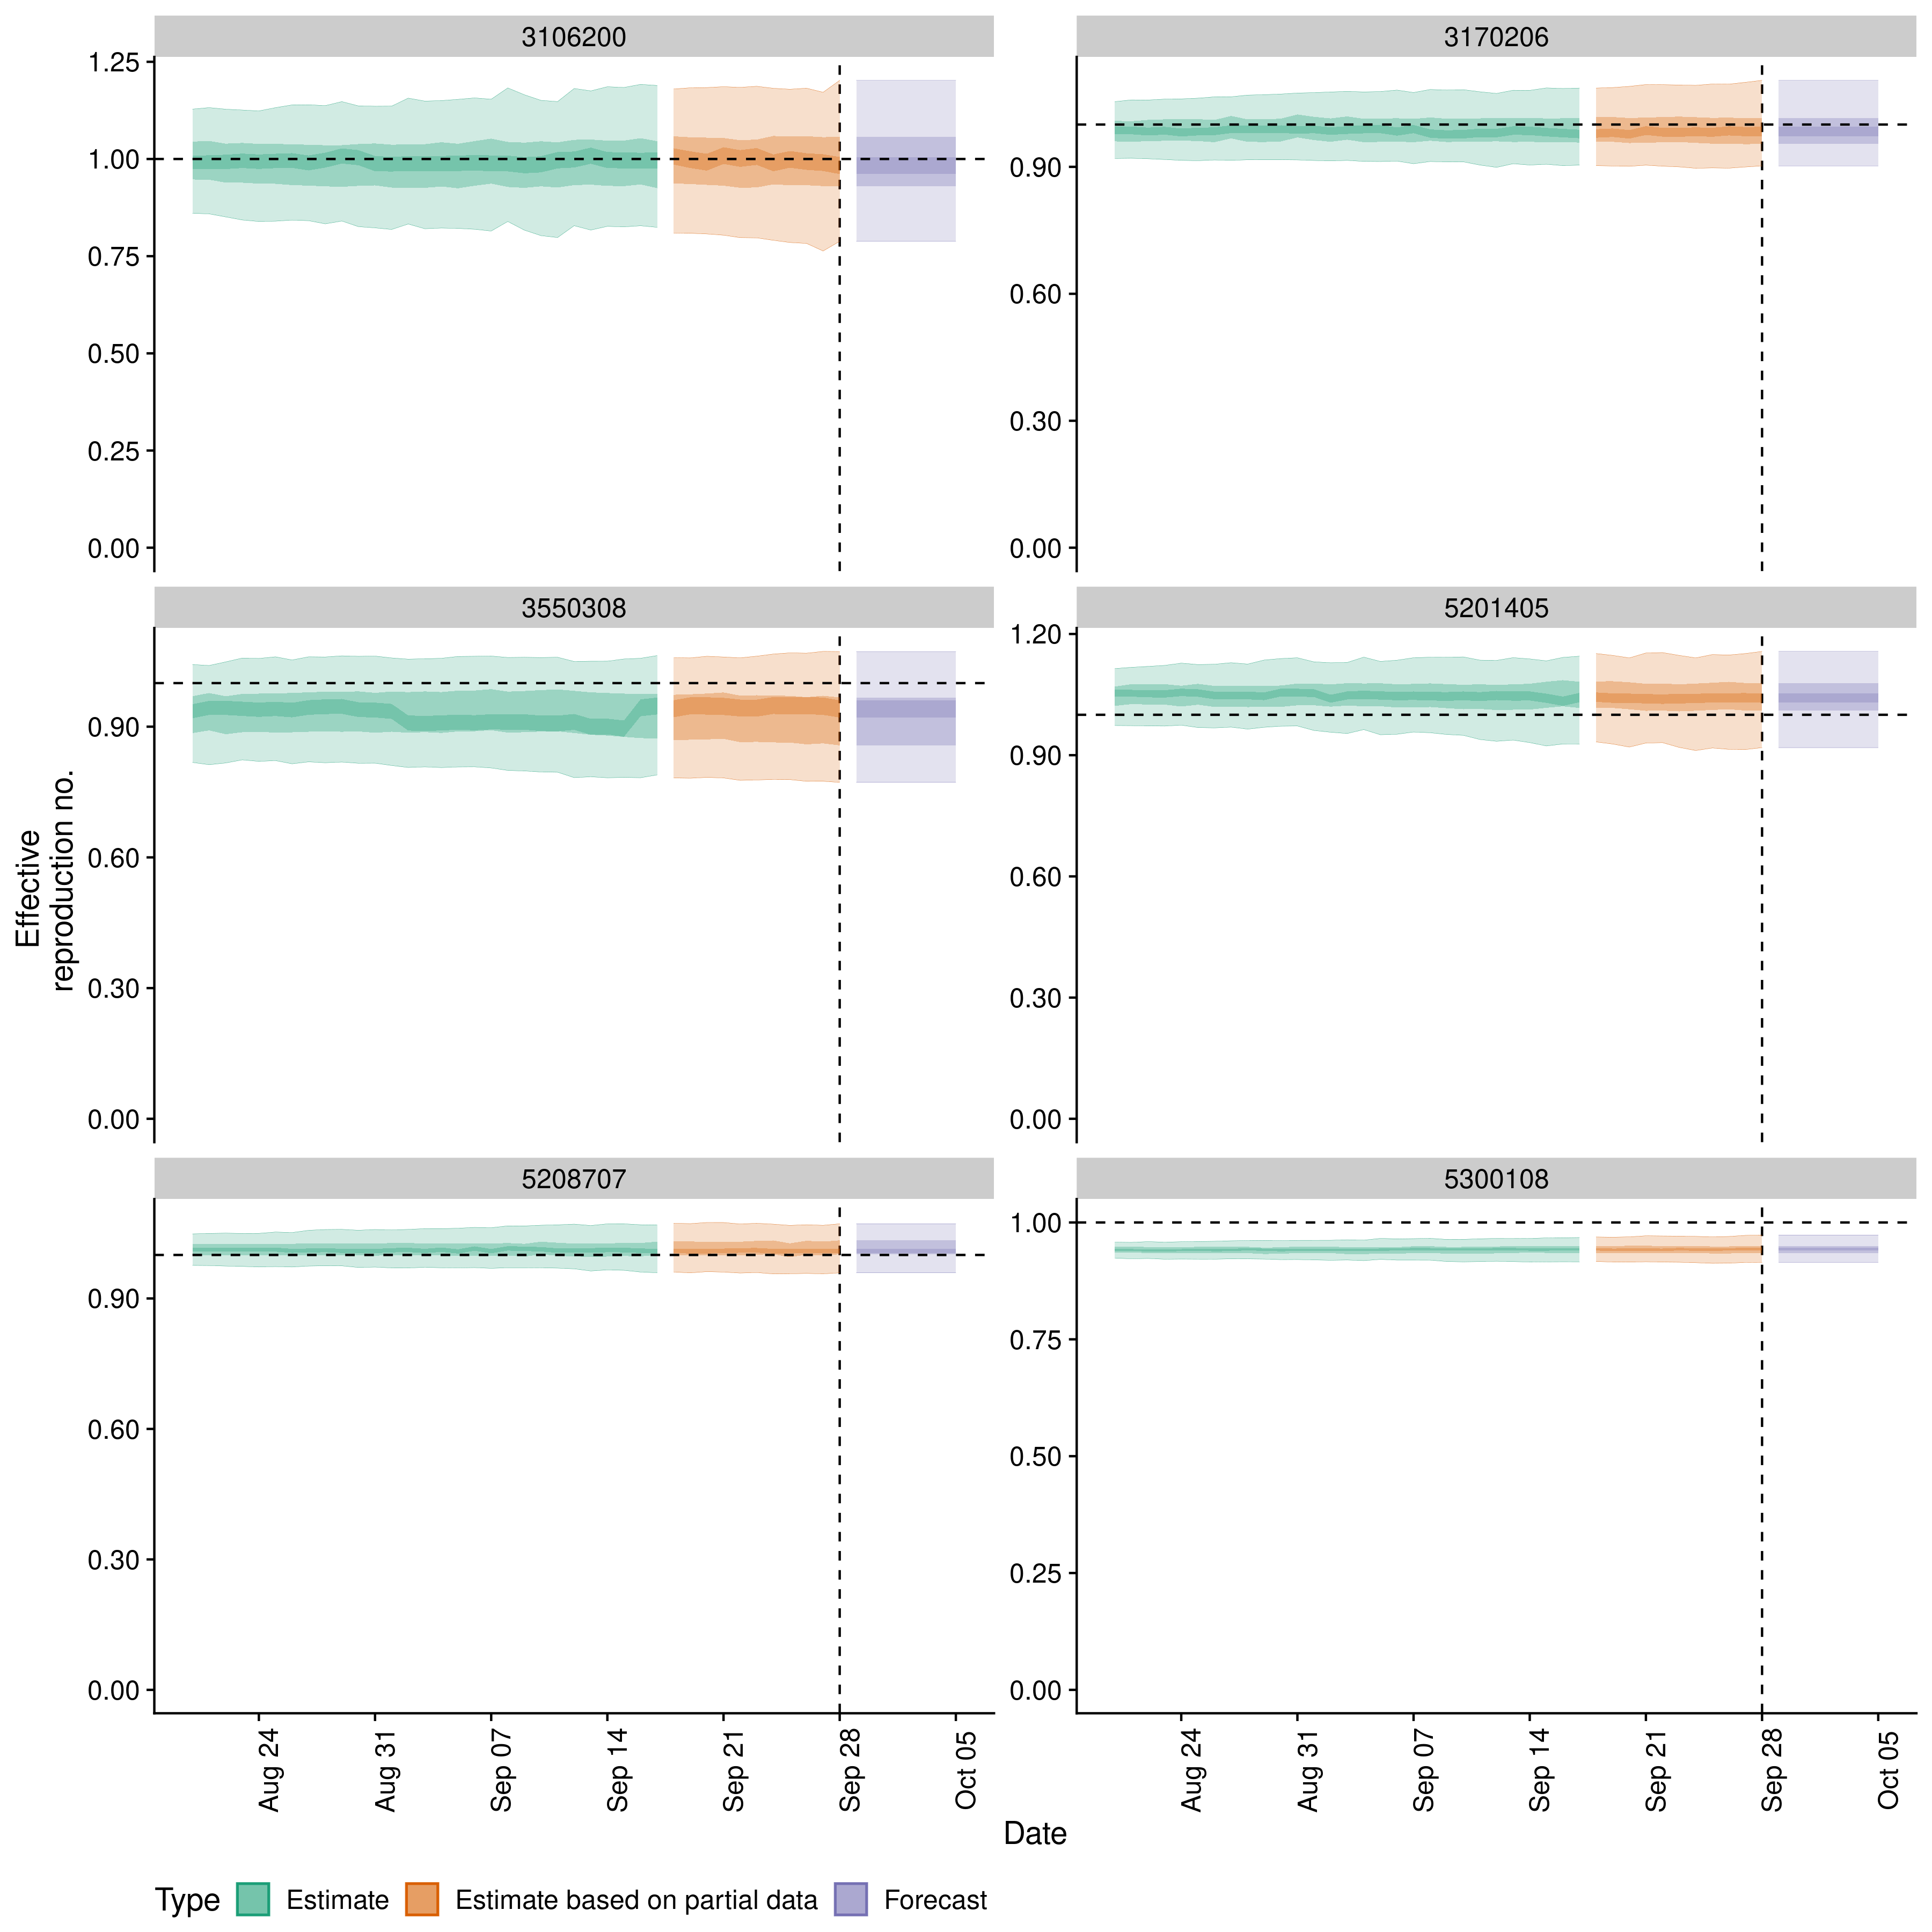 3106200
3170206
1.25
1.00
0.75
0.50
0.25
0.00
0.90
0.60
0.30
0.00
3550308
5201405
0.90
0.60
0.30
0.00
1.20
0.90
0.60
0.30
0.00
Effective
reproduction no.
5208707
5300108
0.90
0.60
0.30
0.00
1.00
0.75
0.50
0.25
0.00
Aug 24
Aug 31
Sep 07
Sep 14
Sep 21
Sep 28
Oct 05
Aug 24
Aug 31
Sep 07
Sep 14
Sep 21
Sep 28
Oct 05
Date
Type Estimate Estimate based on partial data Forecast